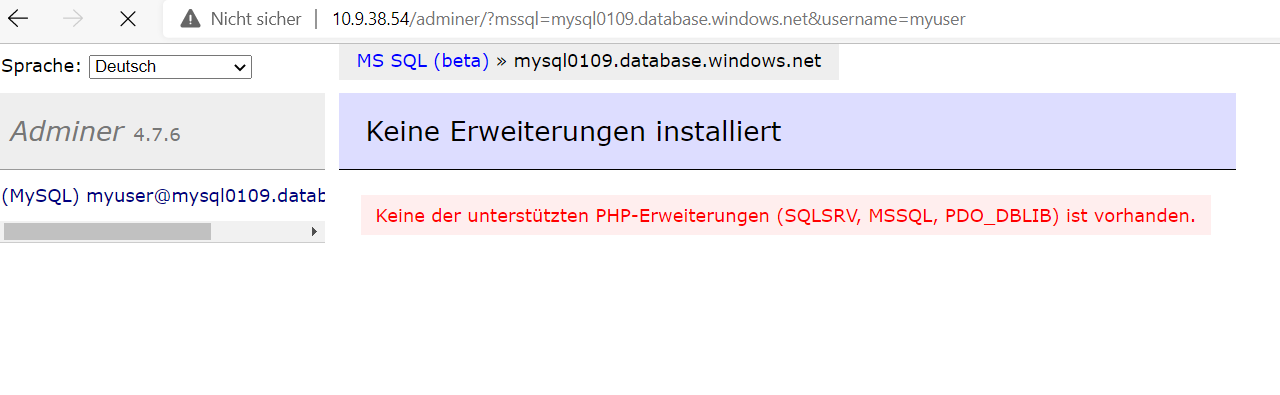 Nicht sicher | 10.9.38.54/adminer/?mssql=mysql0109.database.windows.net&username=myuser
Sprache: Deutsch
MS SQL (beta) » mysql0109.database.windows.net
Adminer 4.7.6
Keine Erweiterungen installiert
(MySQL) myuser@mysql0109.datab
Keine der unterstützten PHP-Erweiterungen (SQLSRV, MSSQL, PDO_DBLIB) ist vorhanden.